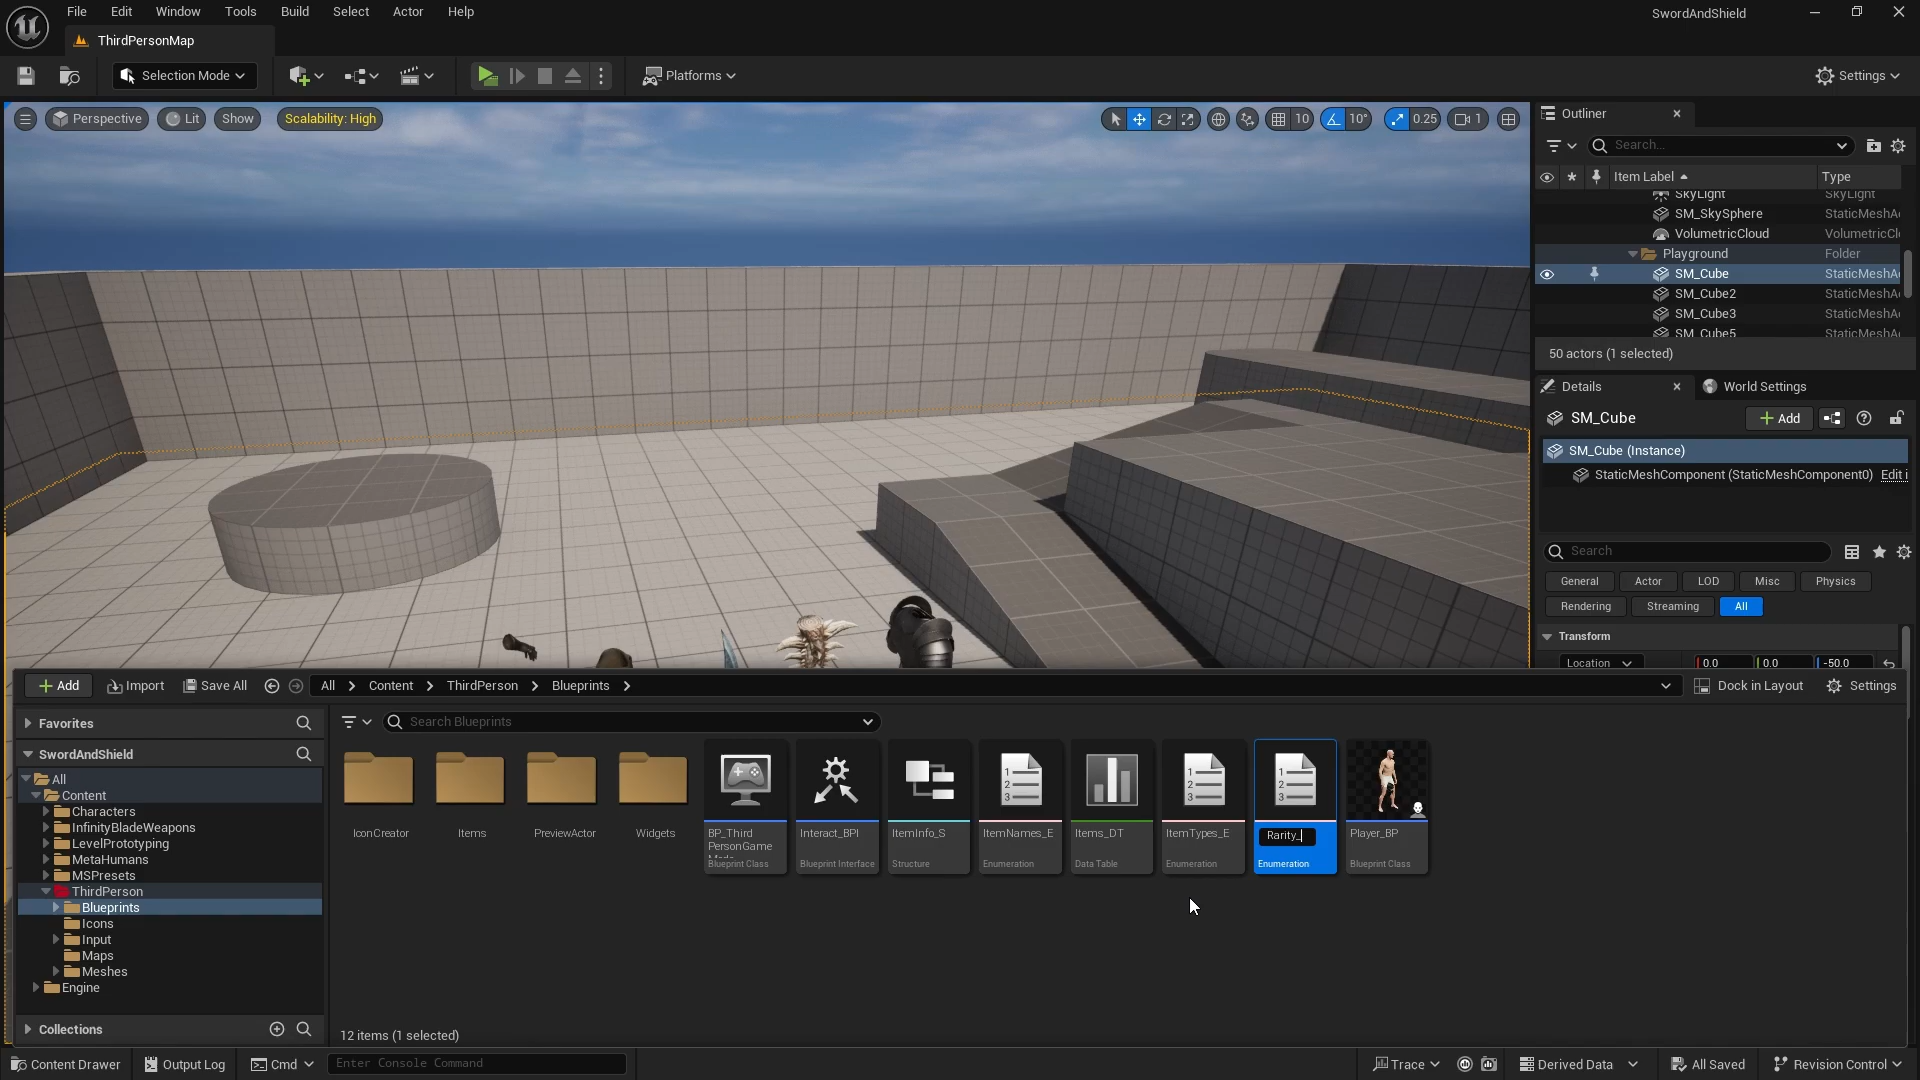 File Edit Window Tools Build Select Actor Help
SwordAndShield
ThirdPersonMap
Selection Mode
Platforms
Settings
Perspective Lit Show Scalability: High
10 10° 0.25 1
Outliner
Search...
Item Label Type
SkyLight SkyLight
SM_SkySphere StaticMeshA
VolumetricCloud VolumetricCl
Playground Folder
SM_Cube StaticMeshA
SM_Cube2 StaticMeshA
SM_Cube3 StaticMeshA
SM_Cube5 StaticMeshA
50 actors (1 selected)
Details World Settings
SM_Cube
Add
SM_Cube (Instance)
StaticMeshComponent (StaticMeshComponent0) Edit i
Search
General Actor LOD Misc Physics
Rendering Streaming All
Transform
Location 0.0 0.0 -50.0
Add Import Save All All Content ThirdPerson Blueprints Dock in Layout Settings
Favorites
Search Blueprints
SwordAndShield
All
Content
Characters
InfinityBladeWeapons
LevelPrototyping
MetaHumans
MSPresets
ThirdPerson
Blueprints
Icons
Input
Maps
Meshes
Engine
Collections
IconCreator
Items
PreviewActor
Widgets
BP_Third
PersonGame
Mode
Blueprint Class
Interact_BPI
Blueprint Interface
ItemInfo_S
Structure
ItemNames_E
Enumeration
Items_DT
Data Table
ItemTypes_E
Enumeration
Rarity_
Enumeration
Player_BP
Blueprint Class
12 items (1 selected)
Content Drawer Output Log Cmd Enter Console Command Trace Derived Data All Saved Revision Control